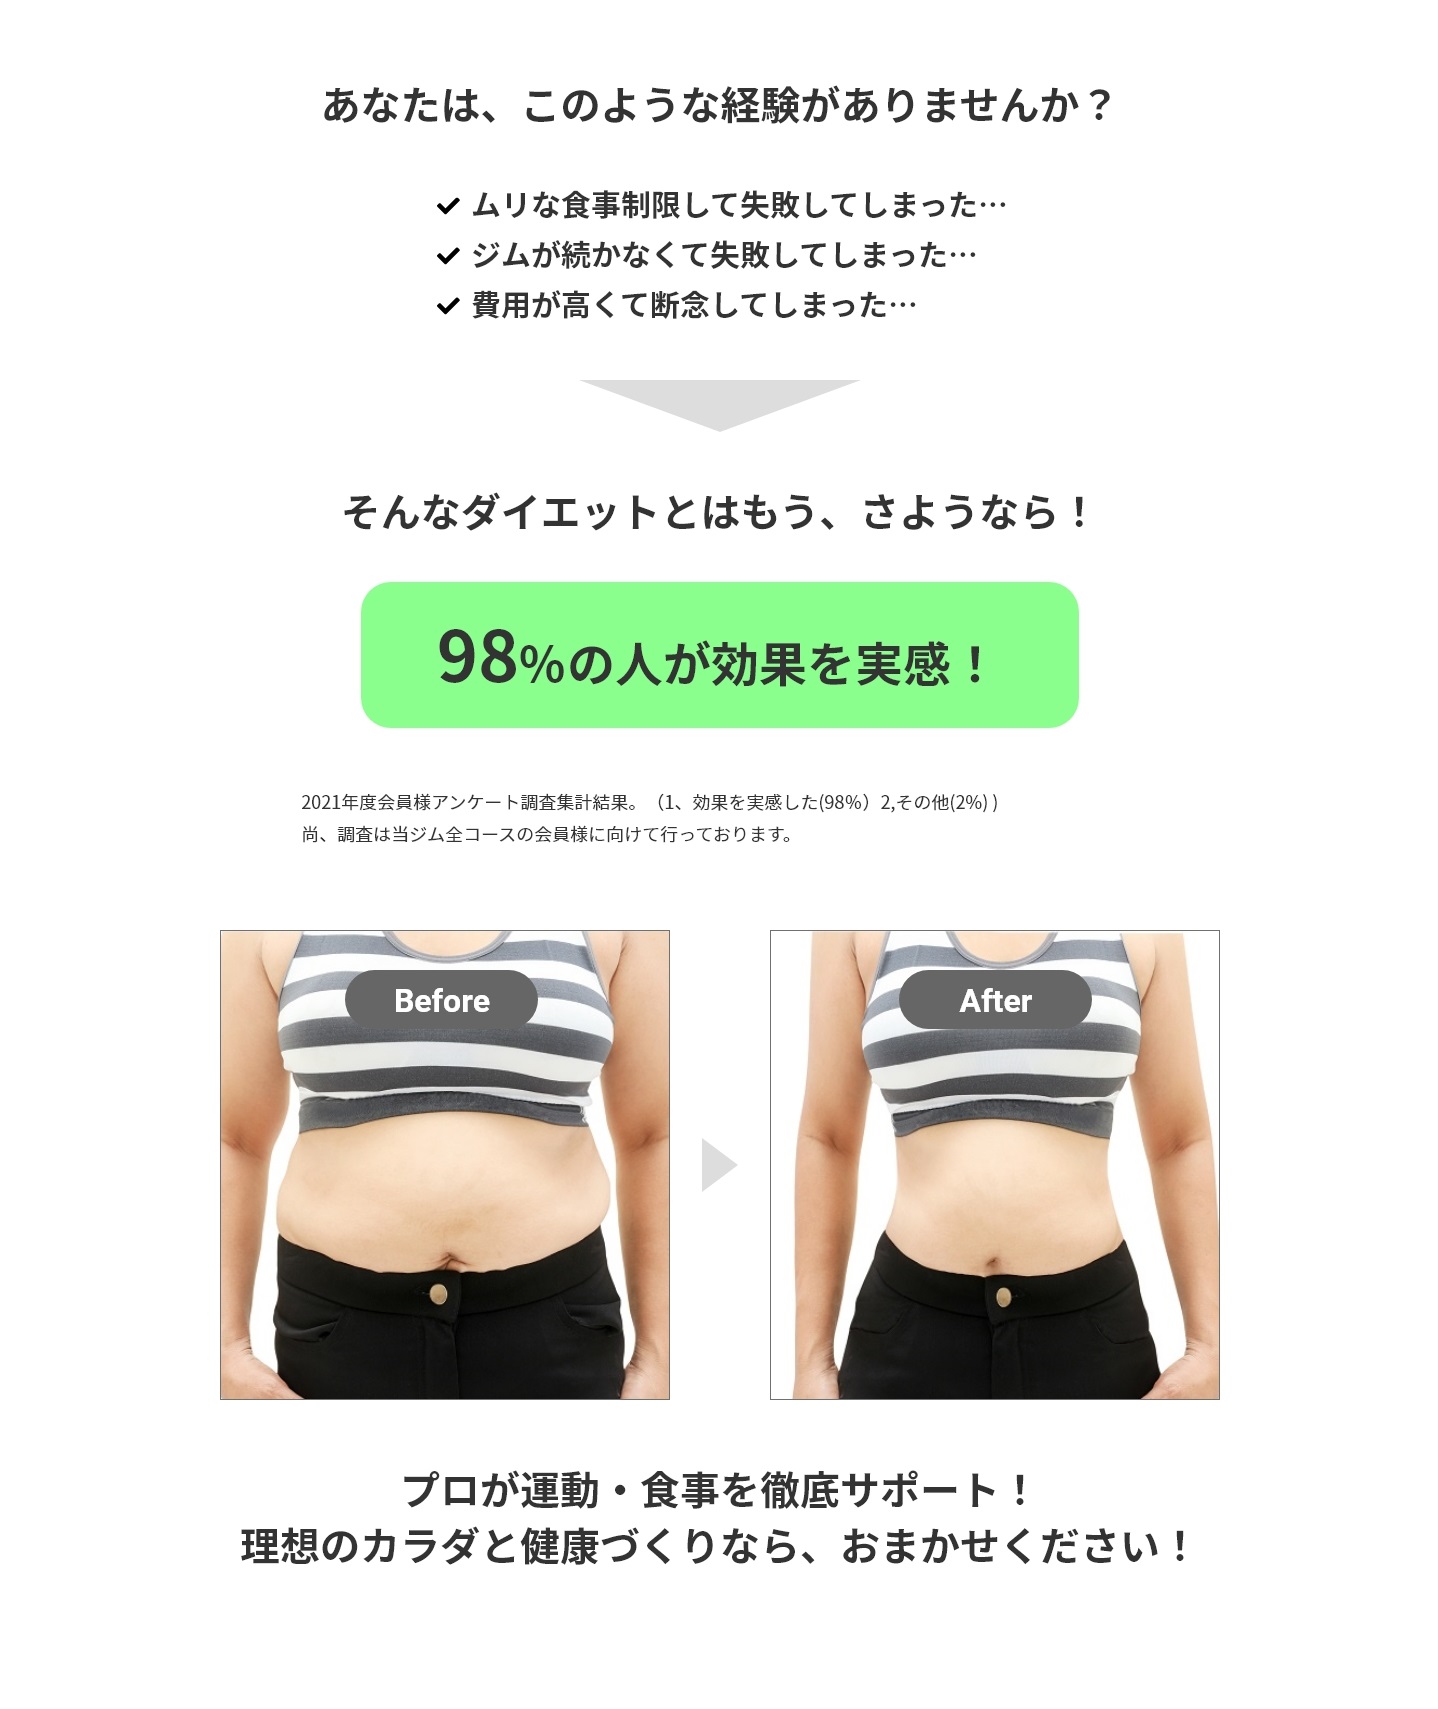 あなたは、このような経験がありませんか？
ムリな食事制限して失敗してしまった…
ジムが続かなくて失敗してしまった…
費用が高くて断念してしまった…
そんなダイエットとはもう、さようなら！
98%の人が効果を実感！
2021年度会員様アンケート調査集計結果。（1、効果を実感した(98%）2,その他(2%) )
尚、調査は当ジム全コースの会員様に向けて行っております。
Before
After
プロが運動・食事を徹底サポート！
理想のカラダと健康づくりなら、おまかせください！